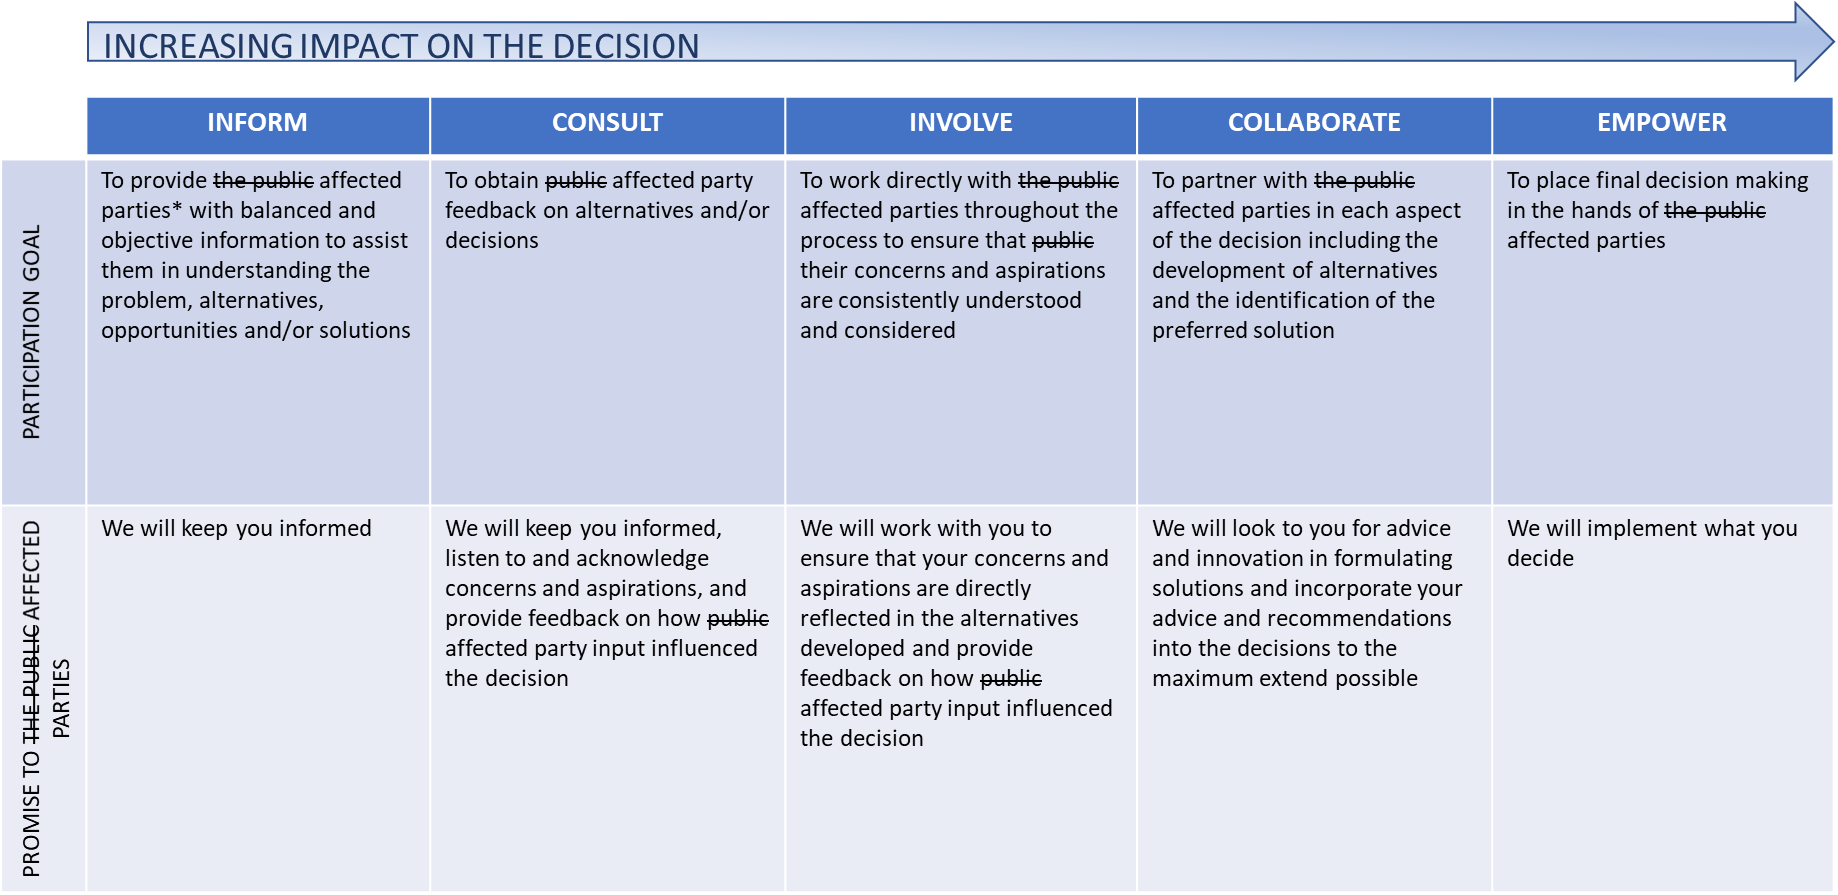 INCREASING IMPACT ON THE DECISION
INFORM
CONSULT
INVOLVE
COLLABORATE
EMPOWER
PARTICIPATION GOAL
To provide the public affected
parties* with balanced and
objective information to assist
them in understanding the
problem, alternatives,
opportunities and/or solutions
To obtain public affected party
feedback on alternatives and/or
decisions
To work directly with the public
affected parties throughout the
process to ensure that public
their concerns and aspirations
are consistently understood
and considered
To partner with the public
affected parties in each aspect
of the decision including the
development of alternatives
and the identification of the
preferred solution
To place final decision making
in the hands of the public
affected parties
PROMISE TO THE PUBLIC AFFECTED
PARTIES
We will keep you informed
We will keep you informed,
listen to and acknowledge
concerns and aspirations, and
provide feedback on how public
affected party input influenced
the decision
We will work with you to
ensure that your concerns and
aspirations are directly
reflected in the alternatives
developed and provide
feedback on how public
affected party input influenced
the decision
We will look to you for advice
and innovation in formulating
solutions and incorporate your
advice and recommendations
into the decisions to the
maximum extend possible
We will implement what you
decide